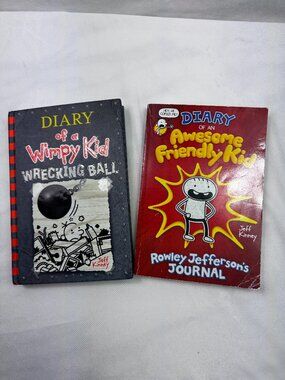 DIARY
of a
Wimpy Kid
WRECKING BALL
Jeff
Kinney
DIARY
OF AN
Awesome
Friendly Kid
Jeff
Kinney
Rowley Jefferson's
JOURNAL